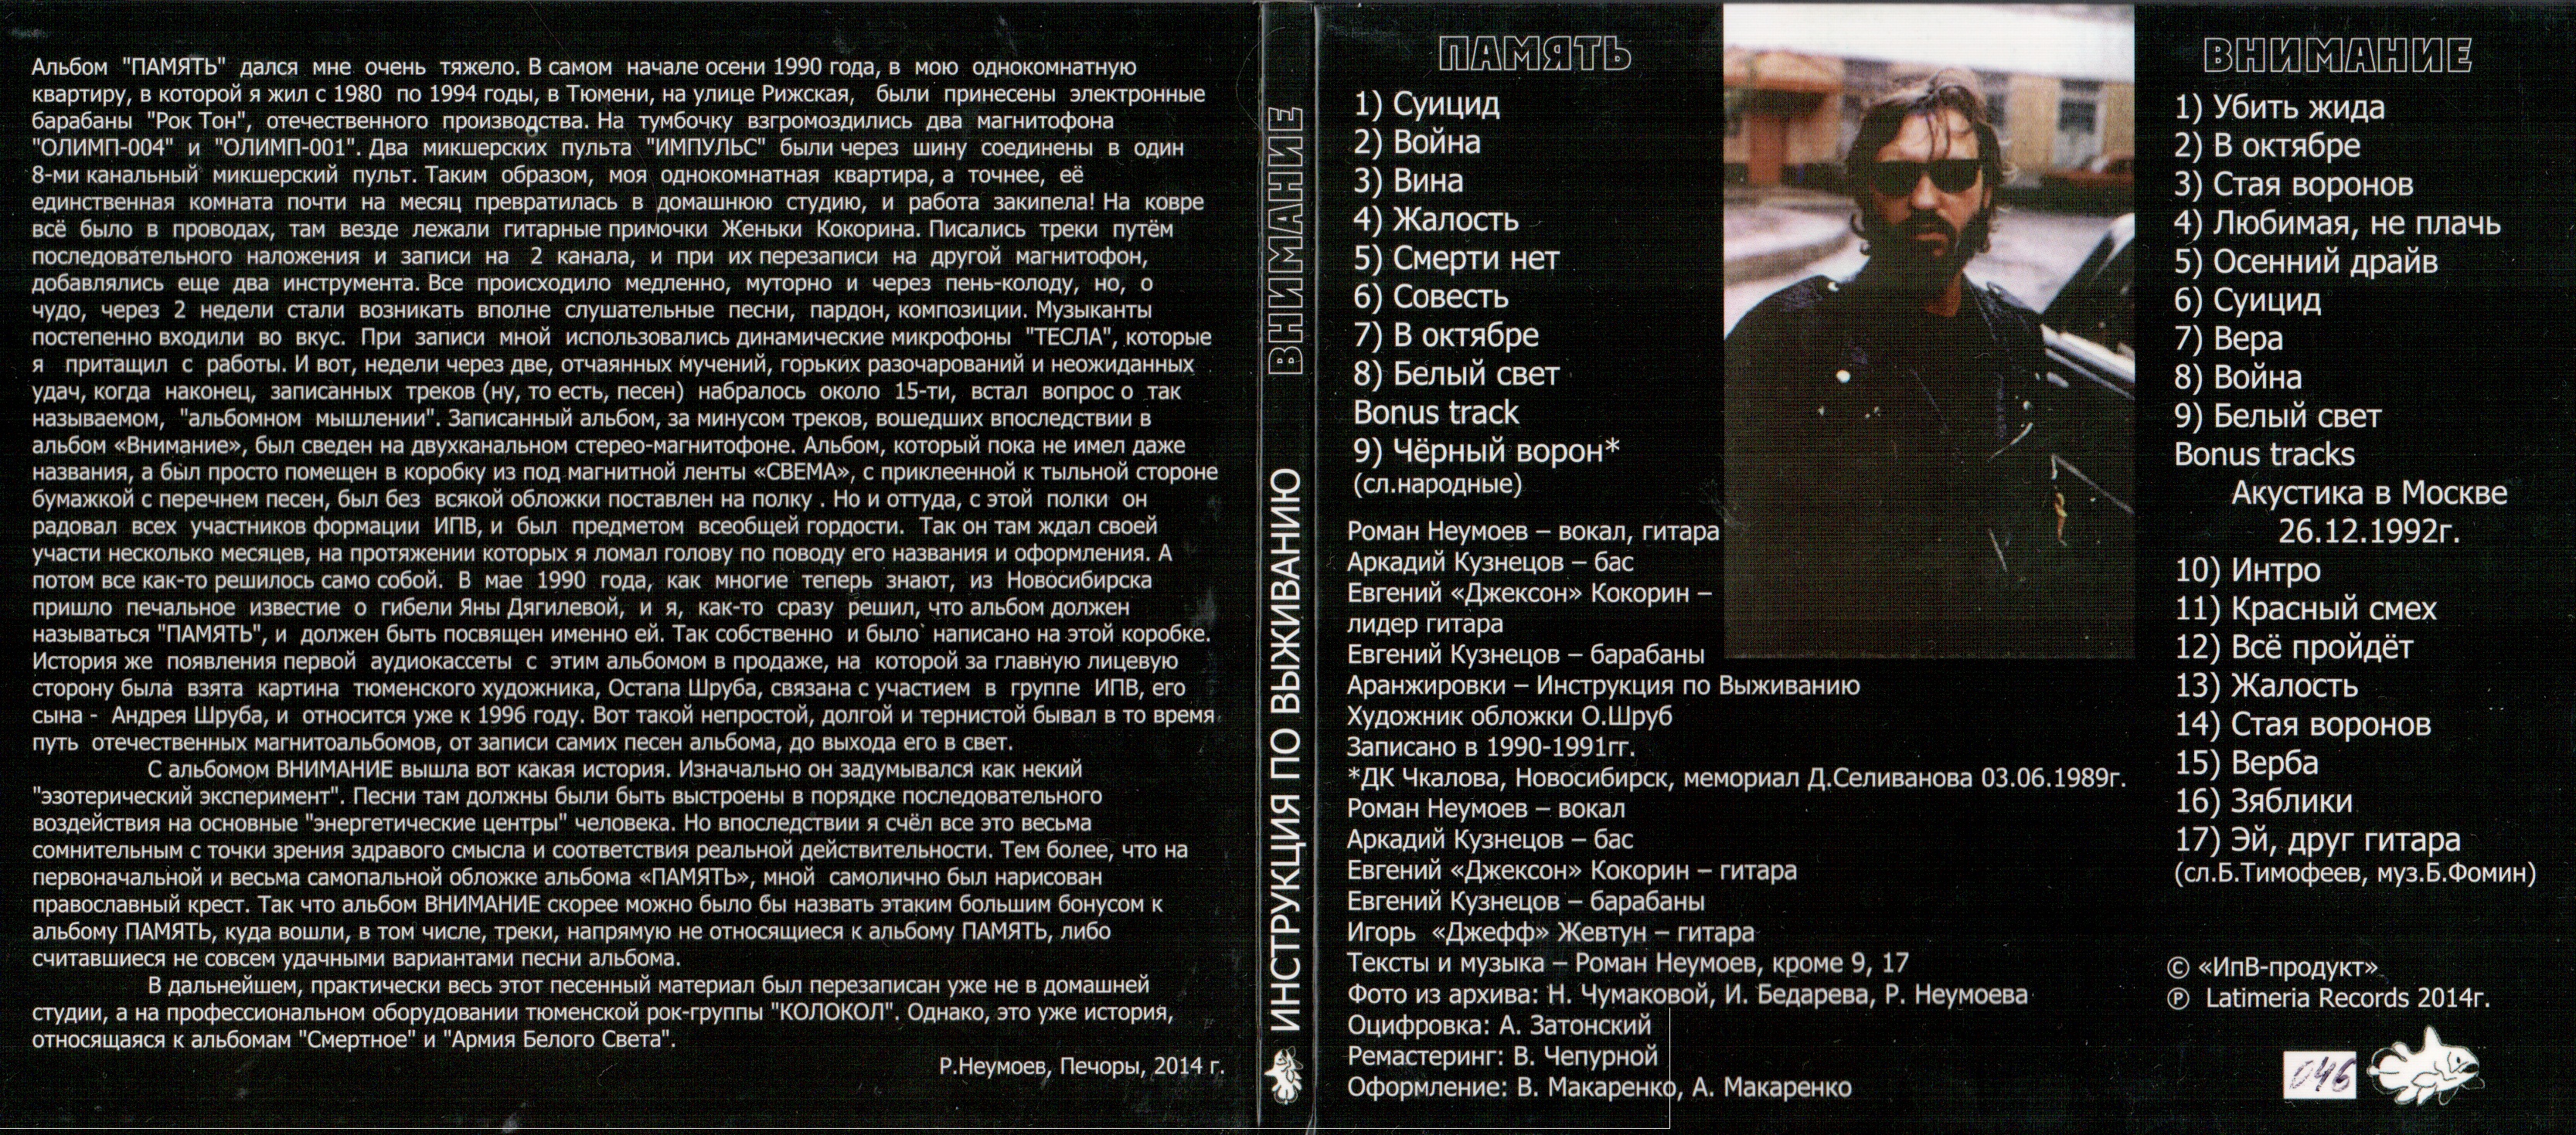 Альбом "ПАМЯТЬ" дался мне очень тяжело. В самом начале осени 1990 года, в мою однокомнатную
квартиру, в которой я жил с 1980 по 1994 годы, в Тюмени, на улице Рижская, были принесены электронные
барабаны "Рок Тон", отечественного производства. На тумбочку взгромоздились два магнитофона
"ОЛИМП-004" и "ОЛИМП-001". Два микшерских пульта "ИМПУЛЬС" были через шину соединены в один
8-ми канальный микшерский пульт. Таким образом, моя однокомнатная квартира, а точнее, её
единственная комната почти на месяц превратилась в домашнюю студию, и работа закипела! На ковре
всё было в проводах, там везде лежали гитарные примочки Женьки Кокорина. Писались треки путём
последовательного наложения и записи на 2 канала, и при их перезаписи на другой магнитофон,
добавлялись еще два инструмента. Все происходило медленно, муторно и через пень-колоду, но, о
чудо, через 2 недели стали возникать вполне слушательные песни, пардон, композиции. Музыканты
постепенно входили во вкус. При записи мной использовались динамические микрофоны "ТЕСЛА", которые
я притащил с работы. И вот, недели через две, отчаянных мучений, горьких разочарований и неожиданных
удач, когда наконец, записанных треков (ну, то есть, песен) набралось около 15-ти, встал вопрос о так
называемом, "альбомном мышлении". Записанный альбом, за минусом треков, вошедших впоследствии в
альбом «Внимание», был сведен на двухканальном стерео-магнитофоне. Альбом, который пока не имел даже
названия, а был просто помещен в коробку из под магнитной ленты «СВЕМА», с приклеенной к тыльной стороне
бумажкой с перечнем песен, был без всякой обложки поставлен на полку . Но и оттуда, с этой полки он
радовал всех участников формации ИПВ, и был предметом всеобщей гордости. Так он там ждал своей
участи несколько месяцев, на протяжении которых я ломал голову по поводу его названия и оформления. А
потом все как-то решилось само собой. В мае 1990 года, как многие теперь знают, из Новосибирска
пришло печальное известие о гибели Яны Дягилевой, и я, как-то сразу решил, что альбом должен
называться "ПАМЯТЬ", и должен быть посвящен именно ей. Так собственно и было написано на этой коробке.
История же появления первой аудиокассеты с этим альбомом в продаже, на которой за главную лицевую
сторону была взята картина тюменского художника, Остапа Шруба, связана с участием в группе ИПВ, его
сына - Андрея Шруба, и относится уже к 1996 году. Вот такой непростой, долгой и тернистой бывал в то время
путь отечественных магнитоальбомов, от записи самих песен альбома, до выхода его в свет.
С альбомом ВНИМАНИЕ вышла вот какая история. Изначально он задумывался как некий
"эзотерический эксперимент". Песни там должны были быть выстроены в порядке последовательного
воздействия на основные "энергетические центры" человека. Но впоследствии я счёл все это весьма
сомнительным с точки зрения здравого смысла и соответствия реальной действительности. Тем более, что на
первоначальной и весьма самопальной обложке альбома «ПАМЯТЬ», мной самолично был нарисован
православный крест. Так что альбом ВНИМАНИЕ скорее можно было бы назвать этаким большим бонусом к
альбому ПАМЯТЬ, куда вошли, в том числе, треки, напрямую не относящиеся к альбому ПАМЯТЬ, либо
считавшиеся не совсем удачными вариантами песни альбома.
В дальнейшем, практически весь этот песенный материал был перезаписан уже не в домашней
студии, а на профессиональном оборудовании тюменской рок-группы "КОЛОКОЛ". Однако, это уже история,
относящаяся к альбомам "Смертное" и "Армия Белого Света".
Р.Неумоев, Печоры, 2014 г.
ИНСТРУКЦИЯ ПО ВЫЖИВАНИЮ ВНИМАНИЕ
ПАМЯТЬ
1) Суицид
2) Война
3) Вина
4) Жалость
5) Смерти нет
6) Совесть
7) В октябре
8) Белый свет
Bonus track
9) Чёрный ворон*
(сл.народные)
Роман Неумоев – вокал, гитара
Аркадий Кузнецов – бас
Евгений «Джексон» Кокорин –
лидер гитара
Евгений Кузнецов – барабаны
Аранжировки – Инструкция по Выживанию
Художник обложки О.Шруб
Записано в 1990-1991гг.
*ДК Чкалова, Новосибирск, мемориал Д.Селиванова 03.06.1989г.
Роман Неумоев – вокал
Аркадий Кузнецов – бас
Евгений «Джексон» Кокорин – гитара
Евгений Кузнецов – барабаны
Игорь «Джефф» Жевтун – гитара
Тексты и музыка – Роман Неумоев, кроме 9, 17
Фото из архива: Н. Чумаковой, И. Бедарева, Р. Неумоева
Оцифровка: А. Затонский
Ремастеринг: В. Чепурной
Оформление: В. Макаренко, А. Макаренко
ВНИМАНИЕ
1) Убить жида
2) В октябре
3) Стая воронов
4) Любимая, не плачь
5) Осенний драйв
6) Суицид
7) Вера
8) Война
9) Белый свет
Bonus tracks
Акустика в Москве
26.12.1992г.
10) Интро
11) Красный смех
12) Всё пройдёт
13) Жалость
14) Стая воронов
15) Верба
16) Зяблики
17) Эй, друг гитара
(сл.Б.Тимофеев, муз.Б.Фомин)
© «ИпВ-продукт»
℗ Latimeria Records 2014г.
046